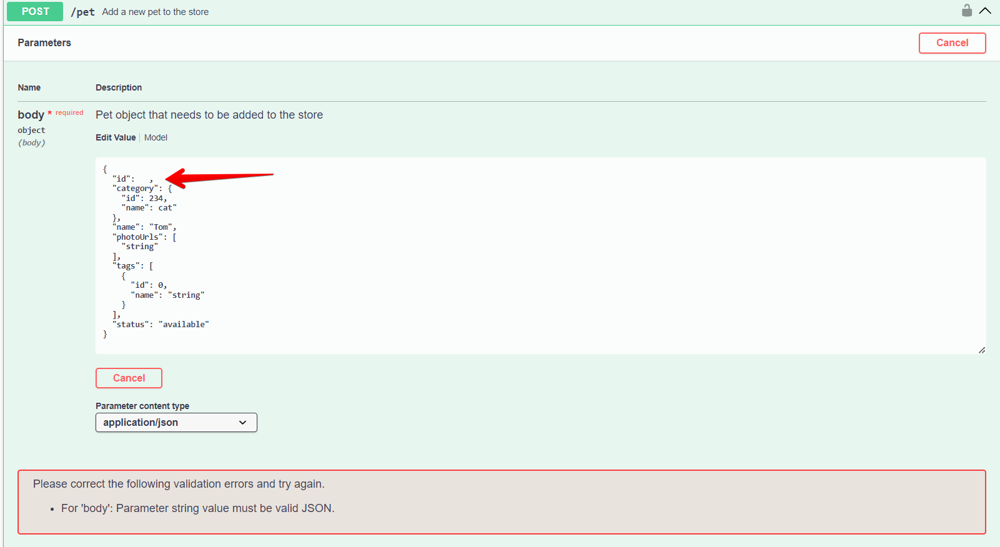 POST /pet Add a new pet to the store
Parameters
Cancel
Name Description
body * required Pet object that needs to be added to the store
object
(body)
Edit Value | Model
{
  "id":   ,
  "category": {
    "id": 234,
    "name": cat"
  },
  "name": "Tom",
  "photoUrls": [
    "string"
  ],
  "tags": [
    {
      "id": 0,
      "name": "string"
    }
  ],
  "status": "available"
}
Cancel
Parameter content type
application/json
Please correct the following validation errors and try again.
• For 'body': Parameter string value must be valid JSON.